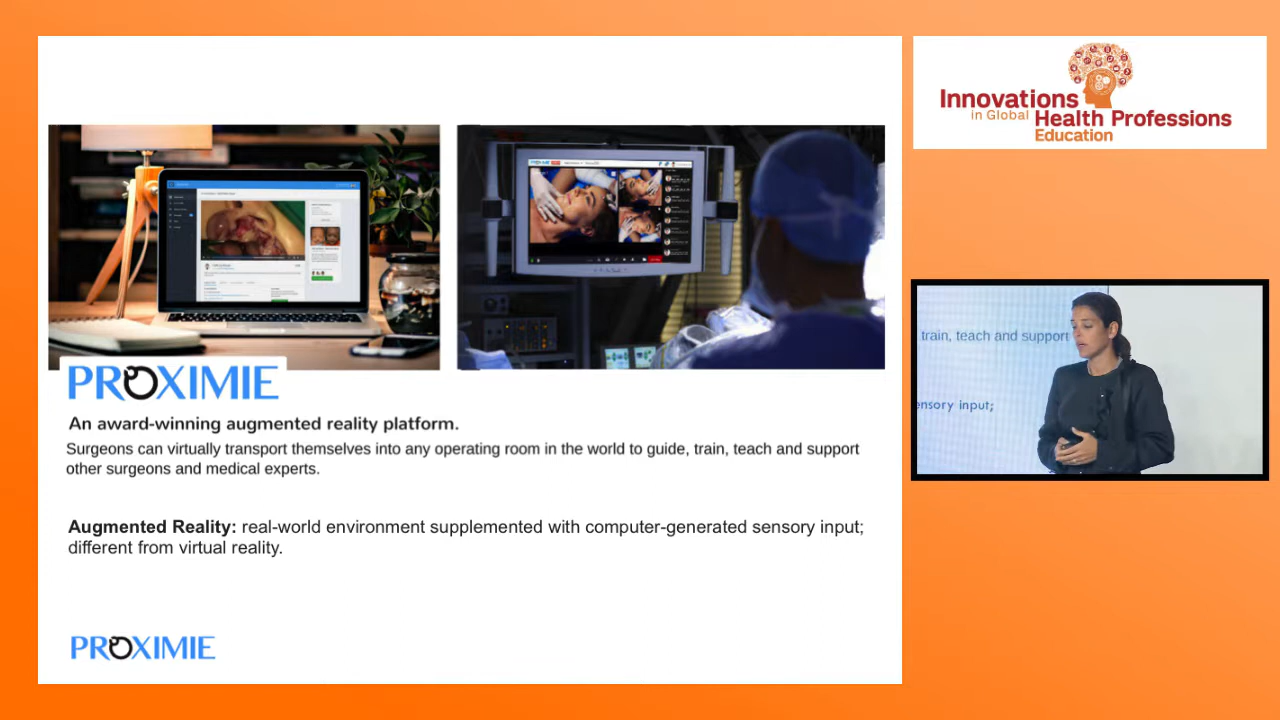 Innovations
in Global Health Professions
Education
train, teach and support
ensory input;
PROXIMIE
An award-winning augmented reality platform.
Surgeons can virtually transport themselves into any operating room in the world to guide, train, teach and support
other surgeons and medical experts.
Augmented Reality: real-world environment supplemented with computer-generated sensory input;
different from virtual reality.
PROXIMIE